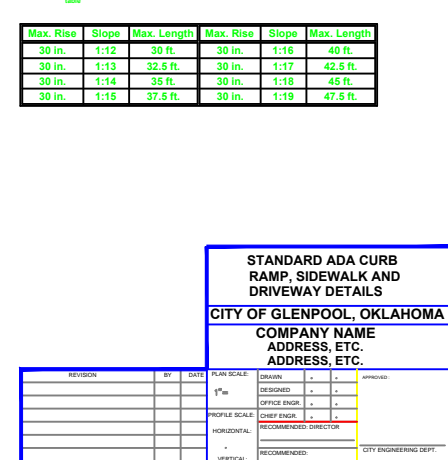 Max. Rise Slope Max. Length Max. Rise Slope Max. Length
30 in. 1:12 30 ft. 30 in. 1:16 40 ft.
30 in. 1:13 32.5 ft. 30 in. 1:17 42.5 ft.
30 in. 1:14 35 ft. 30 in. 1:18 45 ft.
30 in. 1:15 37.5 ft. 30 in. 1:19 47.5 ft.
STANDARD ADA CURB
RAMP, SIDEWALK AND
DRIVEWAY DETAILS
CITY OF GLENPOOL, OKLAHOMA
COMPANY NAME
ADDRESS, ETC.
ADDRESS, ETC.
REVISION BY DATE
PLAN SCALE:
1"=
PROFILE SCALE:
HORIZONTAL:
VERTICAL:
DRAWN
DESIGNED
OFFICE ENGR.
CHIEF ENGR.
RECOMMENDED: DIRECTOR
RECOMMENDED:
APPROVED:
CITY ENGINEERING DEPT.